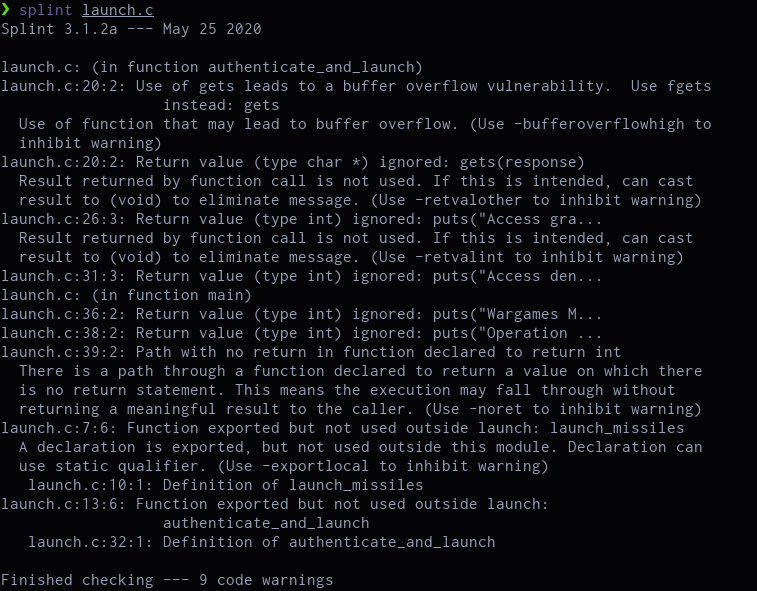 ❯ splint launch.c
Splint 3.1.2a --- May 25 2020

launch.c: (in function authenticate_and_launch)
launch.c:20:2: Use of gets leads to a buffer overflow vulnerability.  Use fgets
                  instead: gets
  Use of function that may lead to buffer overflow. (Use -bufferoverflowhigh to
  inhibit warning)
launch.c:20:2: Return value (type char *) ignored: gets(response)
  Result returned by function call is not used. If this is intended, can cast
  result to (void) to eliminate message. (Use -retvalother to inhibit warning)
launch.c:26:3: Return value (type int) ignored: puts("Access gra...
  Result returned by function call is not used. If this is intended, can cast
  result to (void) to eliminate message. (Use -retvalint to inhibit warning)
launch.c:31:3: Return value (type int) ignored: puts("Access den...
launch.c: (in function main)
launch.c:36:2: Return value (type int) ignored: puts("Wargames M...
launch.c:38:2: Return value (type int) ignored: puts("Operation ...
launch.c:39:2: Path with no return in function declared to return int
  There is a path through a function declared to return a value on which there
  is no return statement. This means the execution may fall through without
  returning a meaningful result to the caller. (Use -noret to inhibit warning)
launch.c:7:6: Function exported but not used outside launch: launch_missiles
  A declaration is exported, but not used outside this module. Declaration can
  use static qualifier. (Use -exportlocal to inhibit warning)
   launch.c:10:1: Definition of launch_missiles
launch.c:13:6: Function exported but not used outside launch:
                  authenticate_and_launch
   launch.c:32:1: Definition of authenticate_and_launch

Finished checking --- 9 code warnings